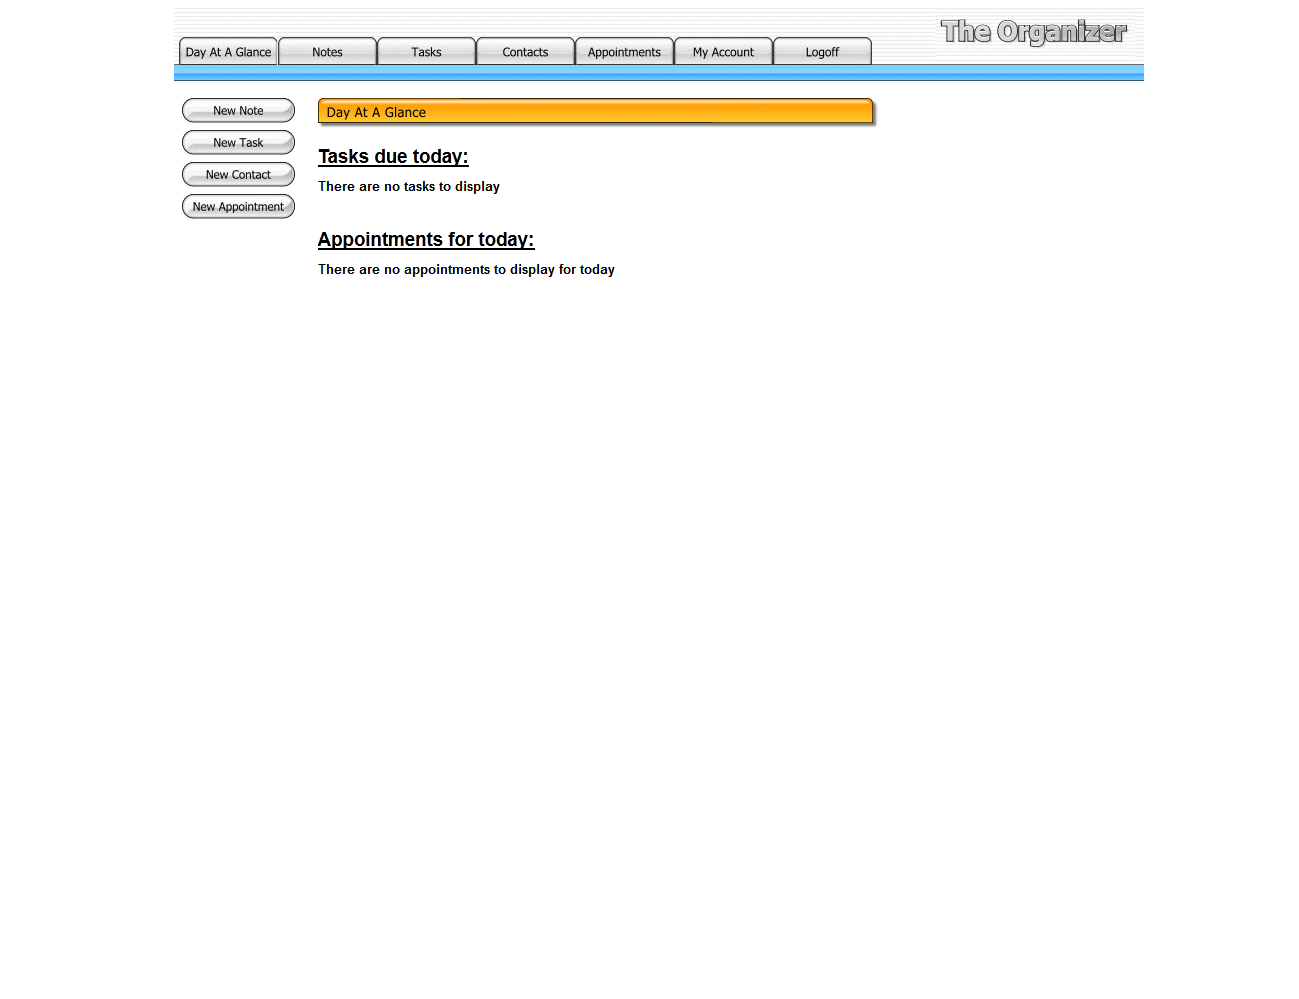 The Organizer
Day At A Glance
Notes
Tasks
Contacts
Appointments
My Account
Logoff
New Note
New Task
New Contact
New Appointment
Day At A Glance
Tasks due today:
There are no tasks to display
Appointments for today:
There are no appointments to display for today